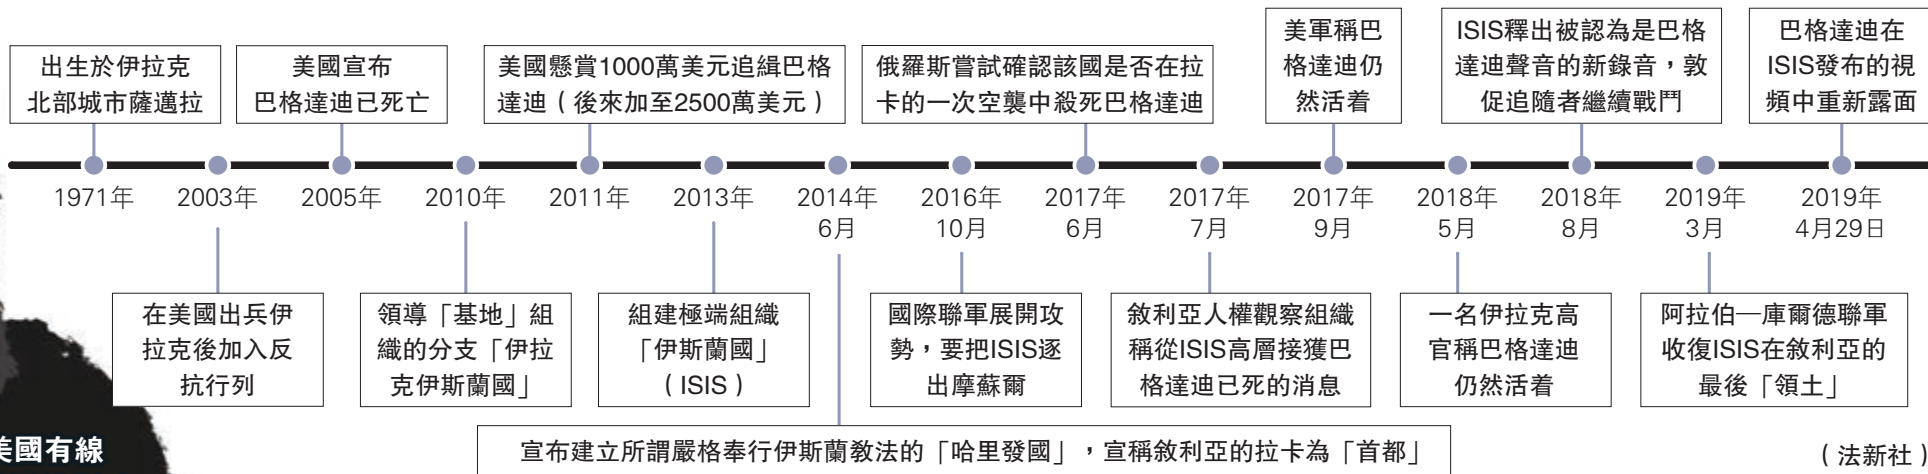 出生於伊拉克
北部城市薩邁拉
美國宣布
巴格達迪已死亡
美國懸賞1000萬美元追緝巴格
達迪（後來加至2500萬美元）
俄羅斯嘗試確認該國是否在拉
卡的一次空襲中殺死巴格達迪
美軍稱巴
格達迪仍
然活着
ISIS釋出被認為是巴格
達迪聲音的新錄音，敦
促追隨者繼續戰鬥
巴格達迪在
ISIS發布的視
頻中重新露面
1971年
2003年
2005年
2010年
2011年
2013年
2014年
6月
2016年
10月
2017年
6月
2017年
7月
2017年
9月
2018年
5月
2018年
8月
2019年
3月
2019年
4月29日
在美國出兵伊
拉克後加入反
抗行列
領導「基地」組
織的分支「伊拉
克伊斯蘭國」
組建極端組織
「伊斯蘭國」
（ISIS）
國際聯軍展開攻
勢，要把ISIS逐
出摩蘇爾
敘利亞人權觀察組織
稱從ISIS高層接獲巴
格達迪已死的消息
一名伊拉克高
官稱巴格達迪
仍然活着
阿拉伯—庫爾德聯軍
收復ISIS在敘利亞的
最後「領土」
宣布建立所謂嚴格奉行伊斯蘭教法的「哈里發國」，宣稱敘利亞的拉卡為「首都」
美國有線
（法新社）